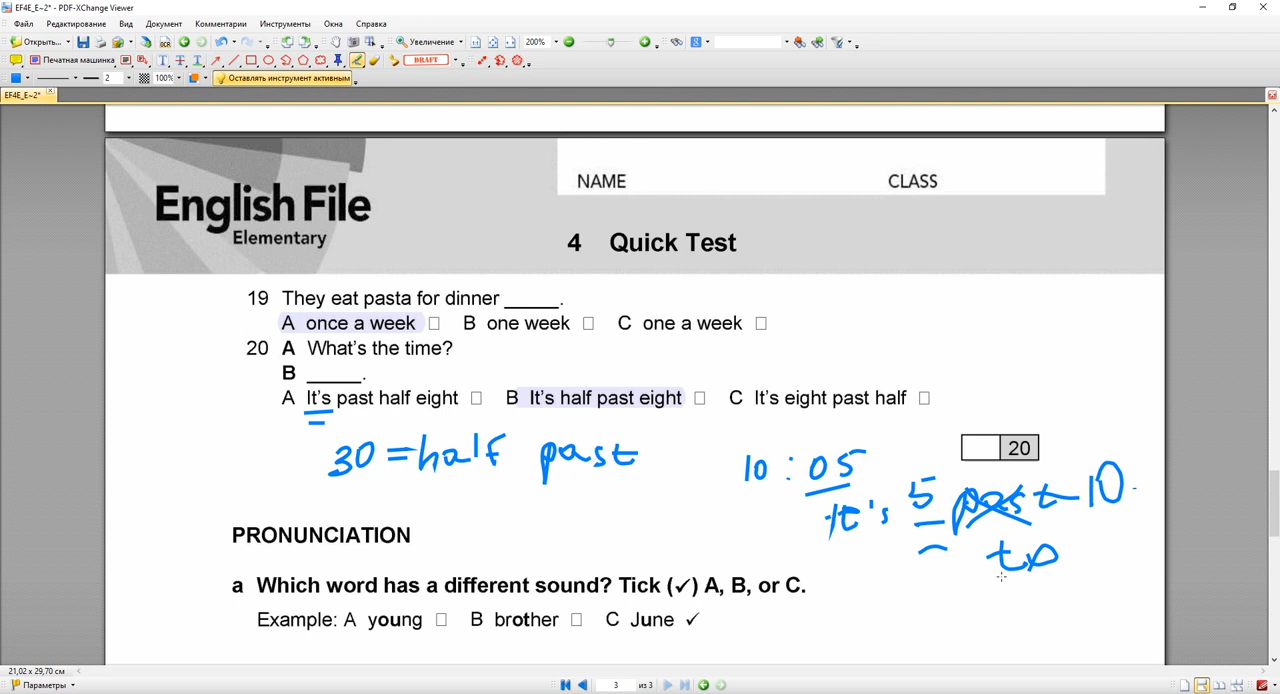 EF4E_E~2* - PDF-XChange Viewer
Файл Редактирование Вид Документ Комментарии Инструменты Окна Справка
Открыть... OCR Увеличение 200%
Печатная машинка DRAFT
2 100% Оставлять инструмент активным
EF4E_E~2*
NAME CLASS
English File
Elementary
4 Quick Test
19 They eat pasta for dinner _____.
A once a week □ B one week □ C one a week □
20 A What's the time?
B _____.
A It's past half eight □ B It's half past eight □ C It's eight past half □
20
30 = half past
10 : 05
it's 5 past 10
to
PRONUNCIATION
a Which word has a different sound? Tick (✓) A, B, or C.
Example: A young □ B brother □ C June ✓
21,02 x 29,70 см
Параметры 3 из 3